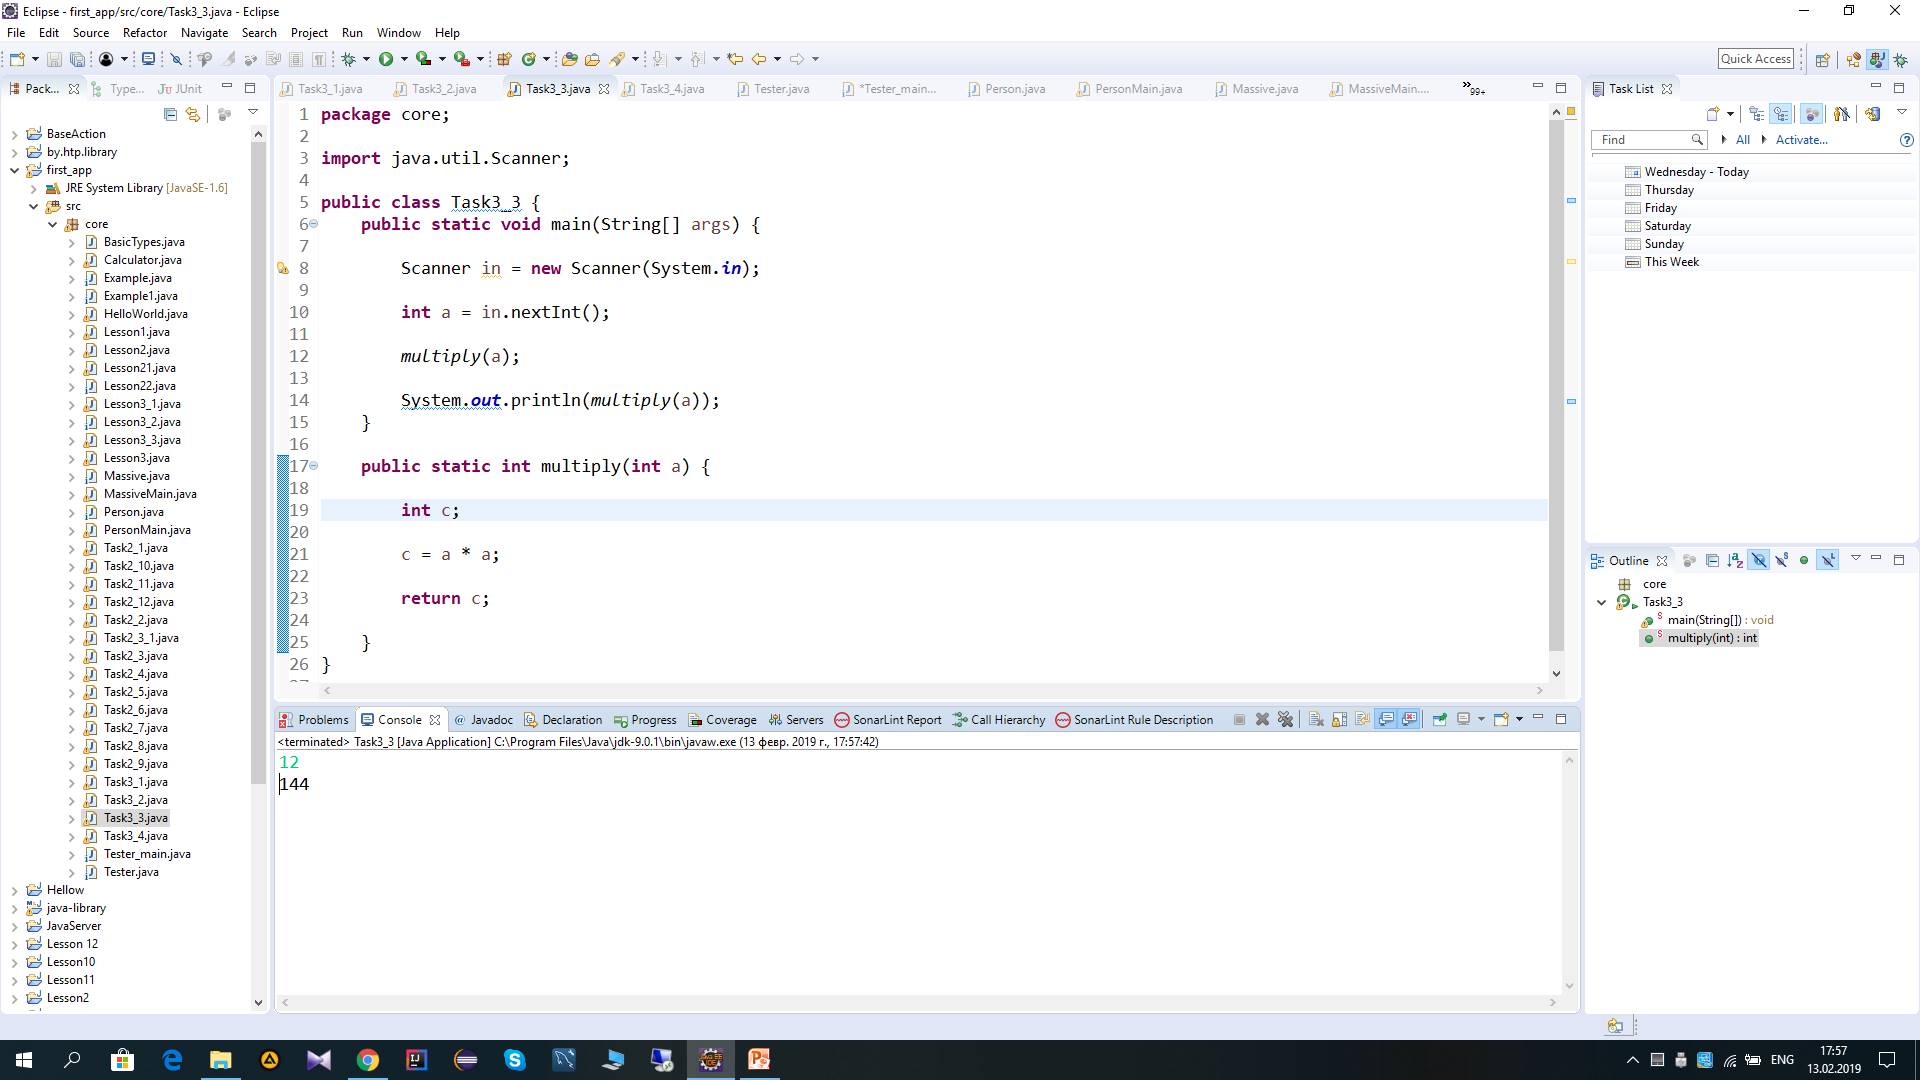 Eclipse - first_app/src/core/Task3_3.java - Eclipse
File Edit Source Refactor Navigate Search Project Run Window Help
Quick Access
Pack... Type... JUnit
BaseAction
by.htp.library
first_app
JRE System Library [JavaSE-1.6]
src
core
BasicTypes.java
Calculator.java
Example.java
Example1.java
HelloWorld.java
Lesson1.java
Lesson2.java
Lesson21.java
Lesson22.java
Lesson3_1.java
Lesson3_2.java
Lesson3_3.java
Lesson3.java
Massive.java
MassiveMain.java
Person.java
PersonMain.java
Task2_1.java
Task2_10.java
Task2_11.java
Task2_12.java
Task2_2.java
Task2_3_1.java
Task2_3.java
Task2_4.java
Task2_5.java
Task2_6.java
Task2_7.java
Task2_8.java
Task2_9.java
Task3_1.java
Task3_2.java
Task3_3.java
Task3_4.java
Tester_main.java
Tester.java
Hellow
java-library
JavaServer
Lesson 12
Lesson10
Lesson11
Lesson2
Task3_1.java Task3_2.java Task3_3.java Task3_4.java Tester.java *Tester_main... Person.java PersonMain.java Massive.java MassiveMain.... »99+
1 package core;
2
3 import java.util.Scanner;
4
5 public class Task3_3 {
6 public static void main(String[] args) {
7
8 Scanner in = new Scanner(System.in);
9
10 int a = in.nextInt();
11
12 multiply(a);
13
14 System.out.println(multiply(a));
15 }
16
17 public static int multiply(int a) {
18
19 int c;
20
21 c = a * a;
22
23 return c;
24
25 }
26 }
Problems Console @ Javadoc Declaration Progress Coverage Servers SonarLint Report Call Hierarchy SonarLint Rule Description
<terminated> Task3_3 [Java Application] C:\Program Files\Java\jdk-9.0.1\bin\javaw.exe (13 февр. 2019 г., 17:57:42)
12
144
Task List
Find All Activate...
Wednesday - Today
Thursday
Friday
Saturday
Sunday
This Week
Outline
core
Task3_3
main(String[]) : void
multiply(int) : int
ENG
17:57
13.02.2019